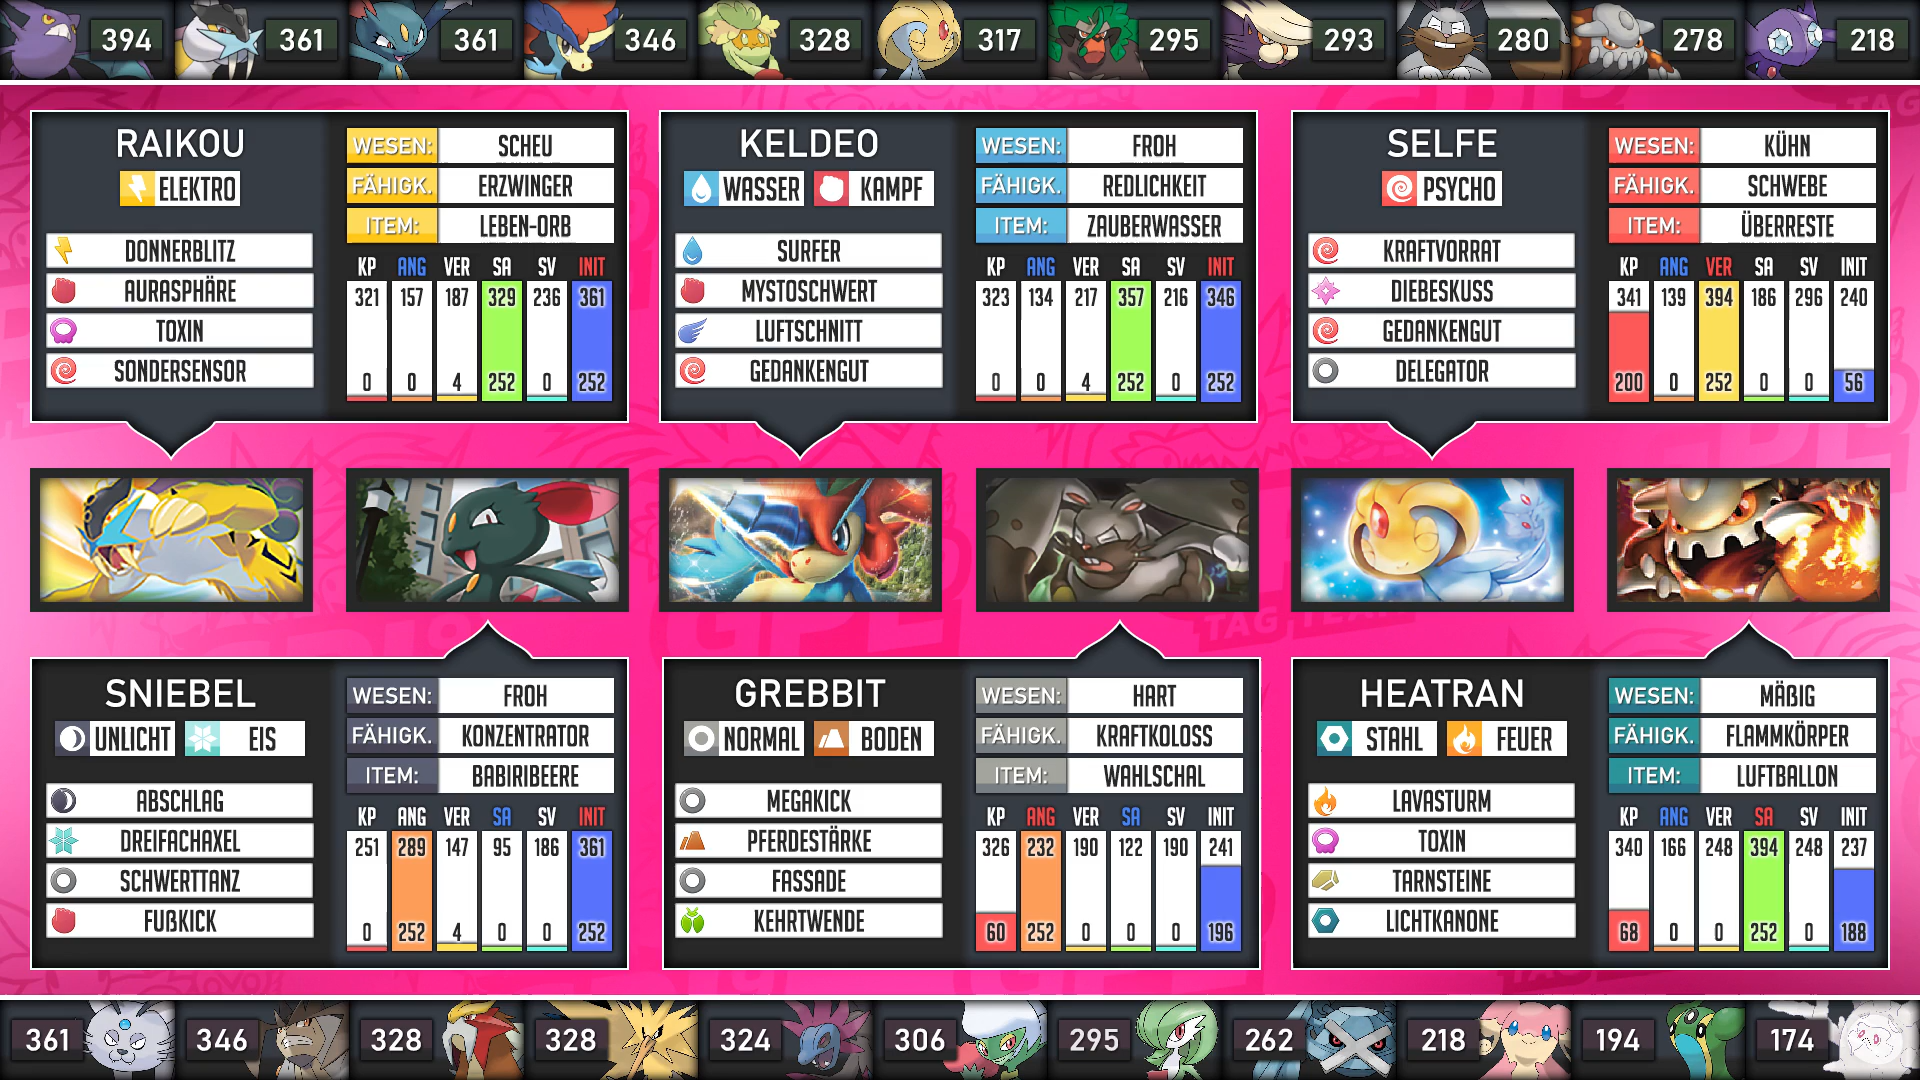 394 361 361 346 328 317 295 293 280 278 218
RAIKOU
ELEKTRO
DONNERBLITZ
AURASPHÄRE
TOXIN
SONDERSENSOR
WESEN: SCHEU
FÄHIGK. ERZWINGER
ITEM: LEBEN-ORB
KP ANG VER SA SV INIT
321 157 187 329 236 361
0 0 4 252 0 252
KELDEO
WASSER KAMPF
SURFER
MYSTOSCHWERT
LUFTSCHNITT
GEDANKENGUT
WESEN: FROH
FÄHIGK. REDLICHKEIT
ITEM: ZAUBERWASSER
KP ANG VER SA SV INIT
323 134 217 357 216 346
0 0 4 252 0 252
SELFE
PSYCHO
KRAFTVORRAT
DIEBESKUSS
GEDANKENGUT
DELEGATOR
WESEN: KÜHN
FÄHIGK. SCHWEBE
ITEM: ÜBERRESTE
KP ANG VER SA SV INIT
341 139 394 186 296 240
200 0 252 0 0 56
SNIEBEL
UNLICHT EIS
ABSCHLAG
DREIFACHAXEL
SCHWERTTANZ
FUẞKICK
WESEN: FROH
FÄHIGK. KONZENTRATOR
ITEM: BABIRIBEERE
KP ANG VER SA SV INIT
251 289 147 95 186 361
0 252 4 0 0 252
GREBBIT
NORMAL BODEN
MEGAKICK
PFERDESTÄRKE
FASSADE
KEHRTWENDE
WESEN: HART
FÄHIGK. KRAFTKOLOSS
ITEM: WAHLSCHAL
KP ANG VER SA SV INIT
326 232 190 122 190 241
60 252 0 0 0 196
HEATRAN
STAHL FEUER
LAVASTURM
TOXIN
TARNSTEINE
LICHTKANONE
WESEN: MÄẞIG
FÄHIGK. FLAMMKÖRPER
ITEM: LUFTBALLON
KP ANG VER SA SV INIT
340 166 248 394 248 237
68 0 0 252 0 188
361 346 328 328 324 306 295 262 218 194 174